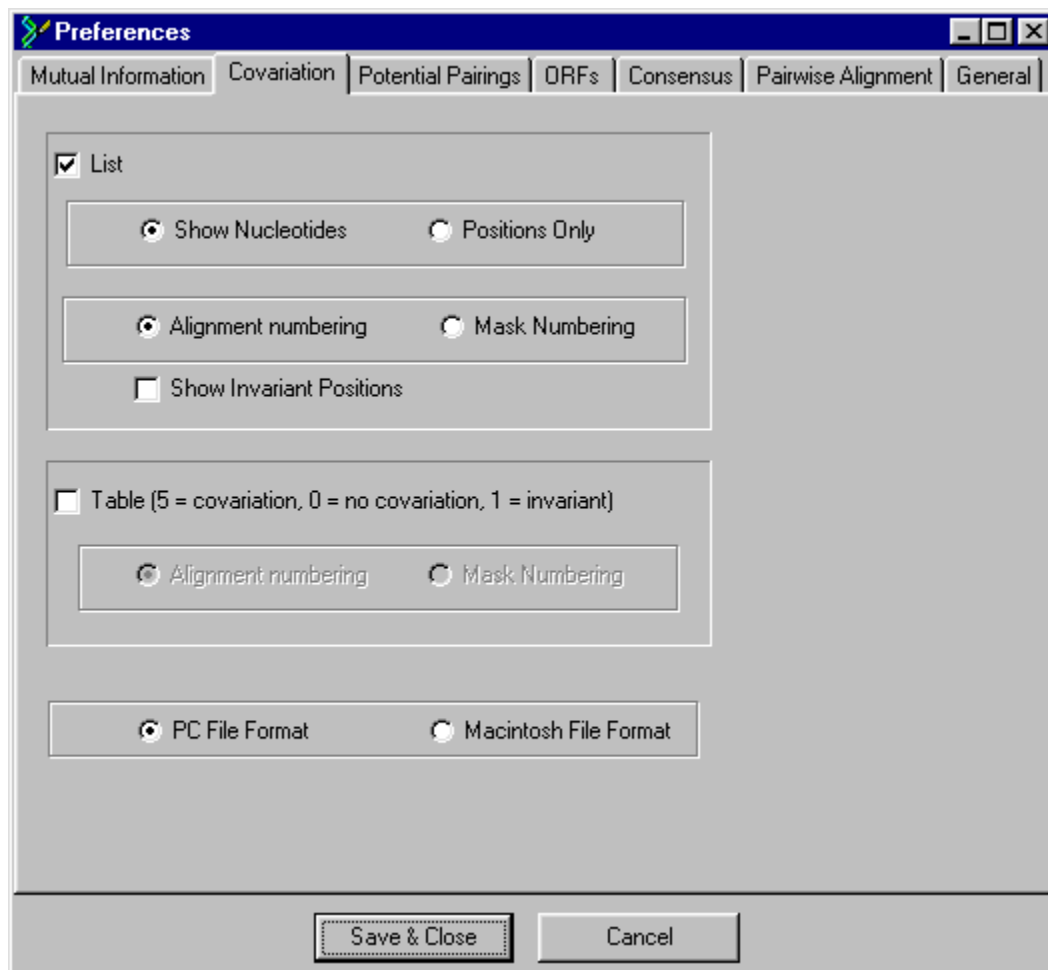 Preferences
Mutual Information Covariation Potential Pairings ORFs Consensus Pairwise Alignment General
List
Show Nucleotides Positions Only
Alignment numbering Mask Numbering
Show Invariant Positions
Table (5 = covariation, 0 = no covariation, 1 = invariant)
Alignment numbering Mask Numbering
PC File Format Macintosh File Format
Save & Close Cancel